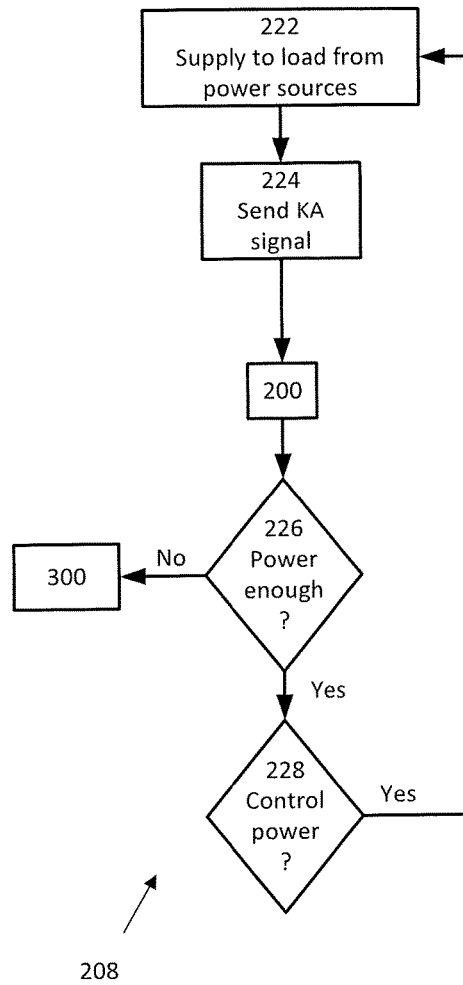 222
Supply to load from
power sources
224
Send KA
signal
200
226
Power
enough
?
No
300
Yes
228
Control
power
?
Yes
208